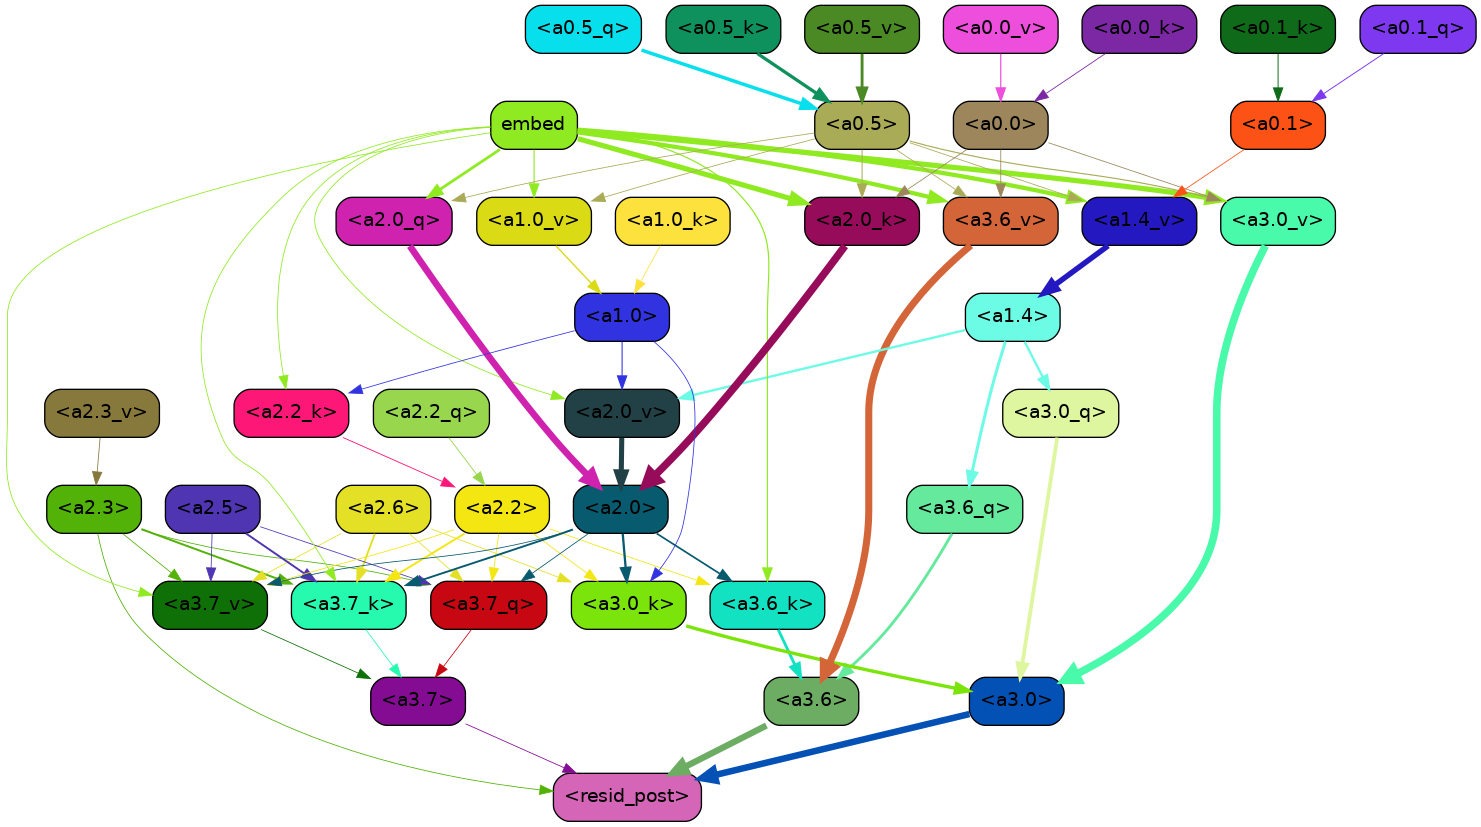 <a0.5_q> <a0.5_k> <a0.5_v> <a0.0_v> <a0.0_k> <a0.1_k> <a0.1_q>
embed <a0.5> <a0.0> <a0.1>
<a2.0_q> <a1.0_v> <a1.0_k> <a2.0_k> <a3.6_v> <a1.4_v> <a3.0_v>
<a1.0> <a1.4>
<a2.3_v> <a2.2_k> <a2.2_q> <a2.0_v> <a3.0_q>
<a2.3> <a2.5> <a2.6> <a2.2> <a2.0> <a3.6_q>
<a3.7_v> <a3.7_k> <a3.7_q> <a3.0_k> <a3.6_k>
<a3.7> <a3.6> <a3.0>
<resid_post>